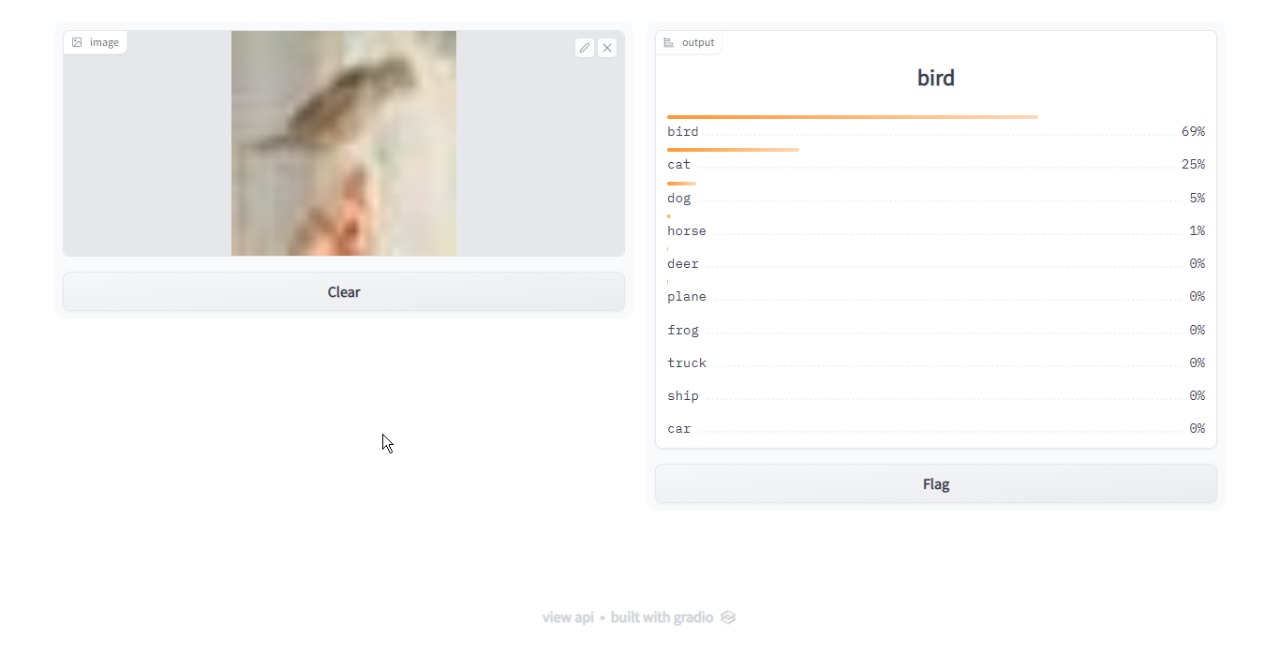 image
Clear
output
bird
bird 69%
cat 25%
dog 5%
horse 1%
deer 0%
plane 0%
frog 0%
truck 0%
ship 0%
car 0%
Flag
view api • built with gradio